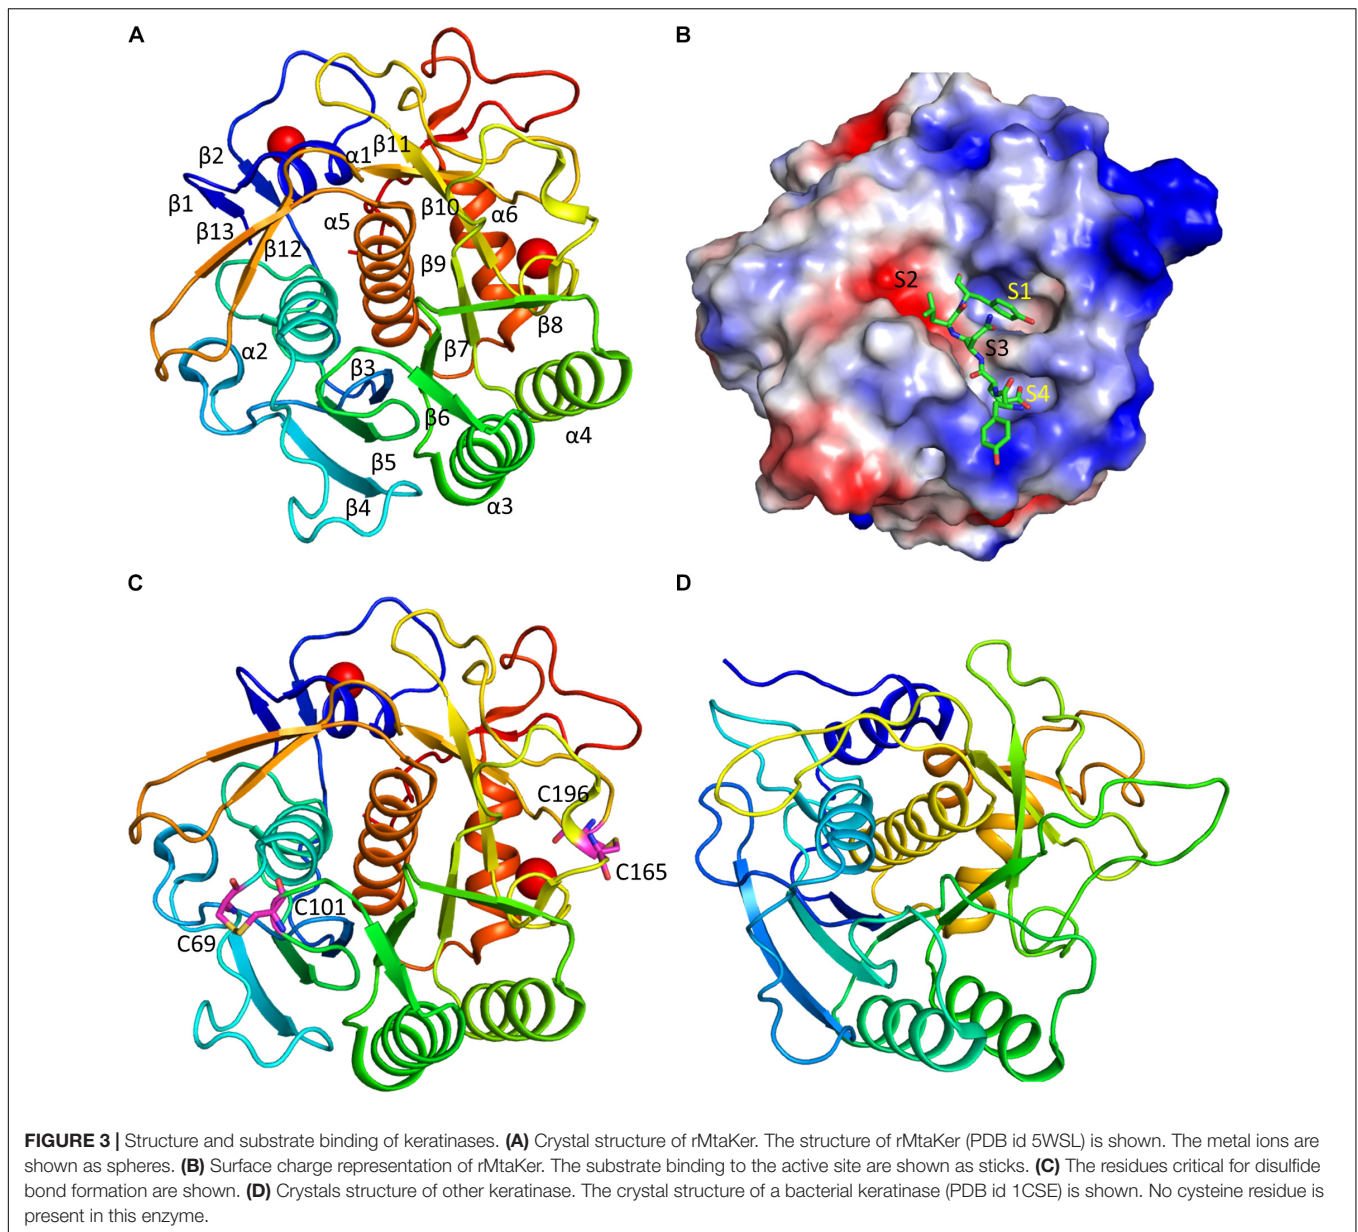 A
B
β11
β2
α1
β1
β10
α6
α5
β13
β12
β9
S2
S1
β8
S3
α2
β7
β3
S4
β6
α4
β5
β4
α3
C
D
C196
C165
C101
C69
FIGURE 3 | Structure and substrate binding of keratinases. (A) Crystal structure of rMtaKer. The structure of rMtaKer (PDB id 5WSL) is shown. The metal ions are
shown as spheres. (B) Surface charge representation of rMtaKer. The substrate binding to the active site are shown as sticks. (C) The residues critical for disulfide
bond formation are shown. (D) Crystals structure of other keratinase. The crystal structure of a bacterial keratinase (PDB id 1CSE) is shown. No cysteine residue is
present in this enzyme.